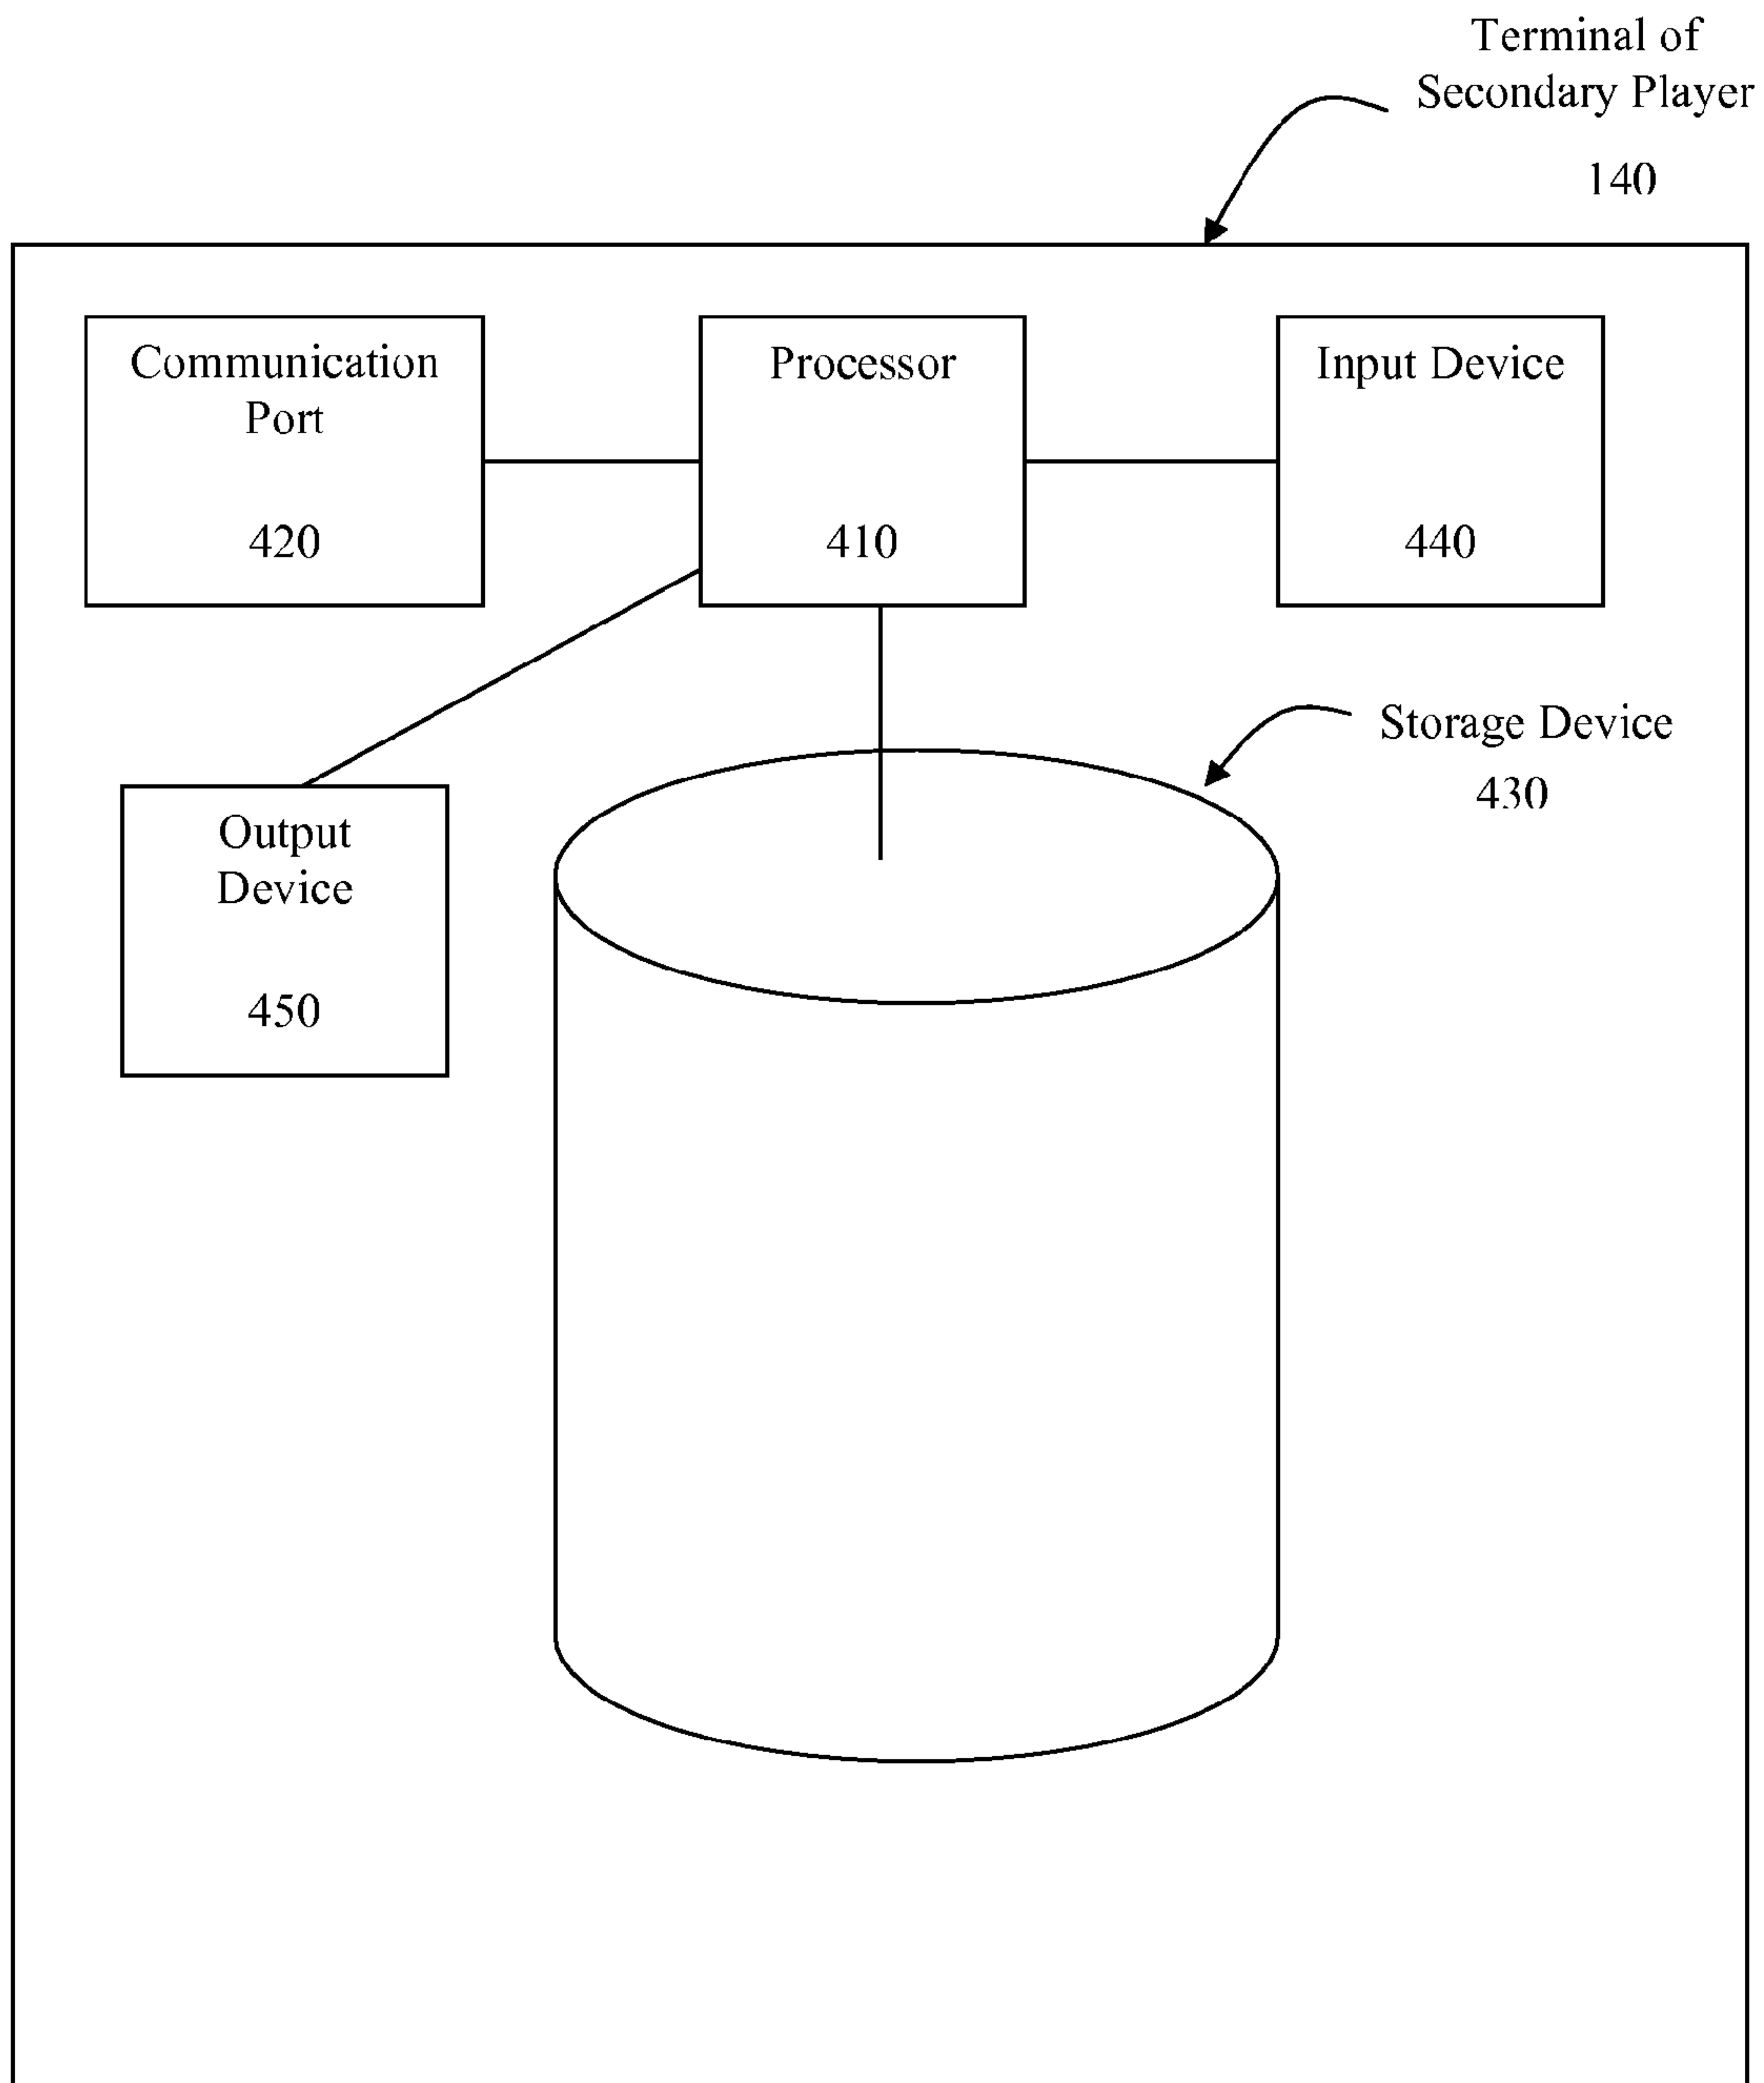 Terminal of
Secondary Player
140
Communication
Port
420
Processor
410
Input Device
440
Storage Device
430
Output
Device
450